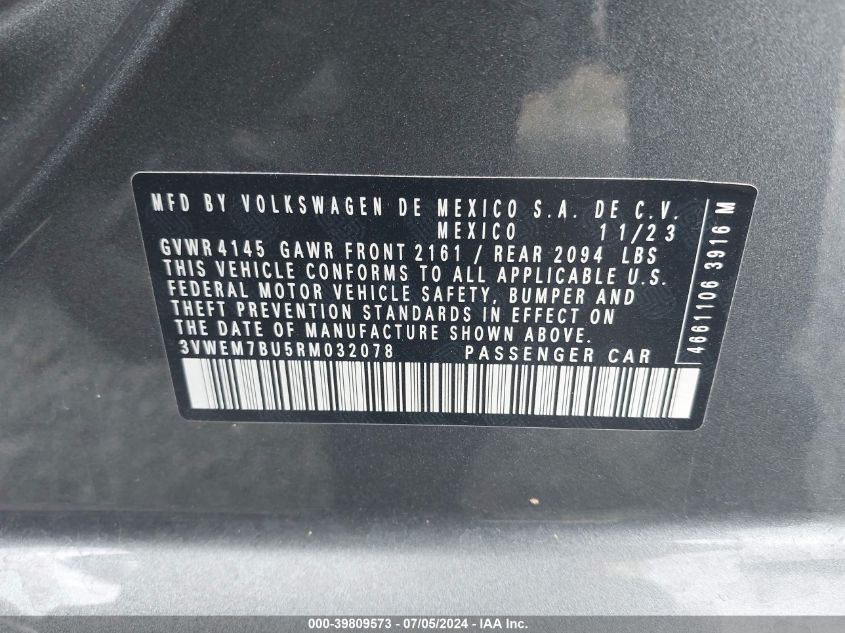 MFD BY VOLKSWAGEN DE MEXICO S.A. DE C.V.
MEXICO 11/23
GVWR 4145 GAWR FRONT 2161 / REAR 2094 LBS
THIS VEHICLE CONFORMS TO ALL APPLICABLE U.S.
FEDERAL MOTOR VEHICLE SAFETY, BUMPER AND
THEFT PREVENTION STANDARDS IN EFFECT ON
THE DATE OF MANUFACTURE SHOWN ABOVE.
3VWEM7BU5RM032078 PASSENGER CAR
4661106 3916 M
000-39809573 - 07/05/2024 - IAA Inc.